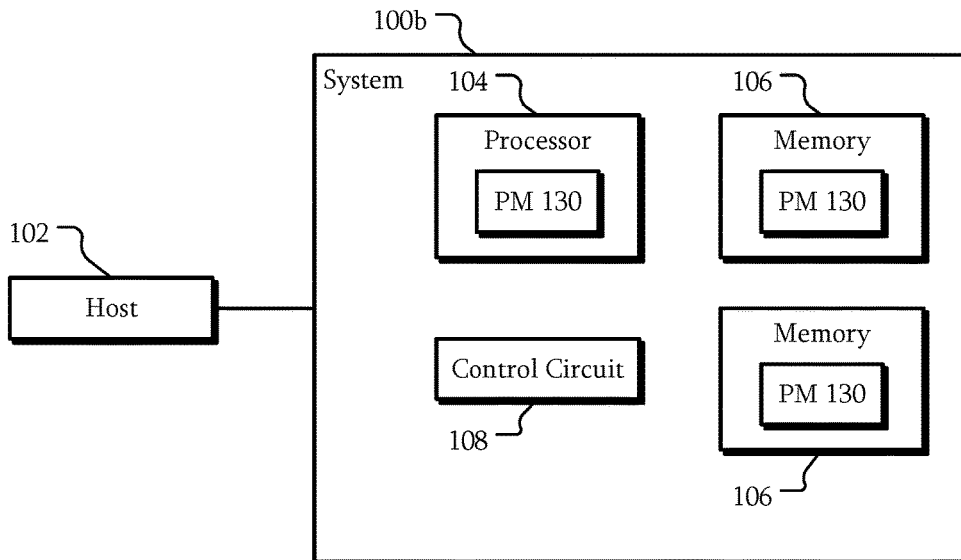 100b
System
104
106
Processor
Memory
PM 130
PM 130
102
Host
Memory
Control Circuit
PM 130
108
106